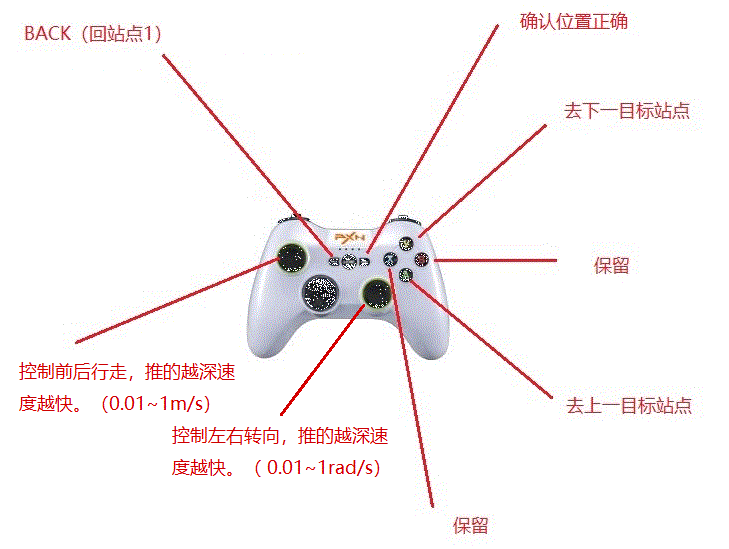 BACK（回站点1）
确认位置正确
去下一目标站点
PXN
保留
控制前后行走，推的越深速
度越快。（0.01~1m/s）
去上一目标站点
控制左右转向，推的越深速
度越快。（ 0.01~1rad/s）
保留